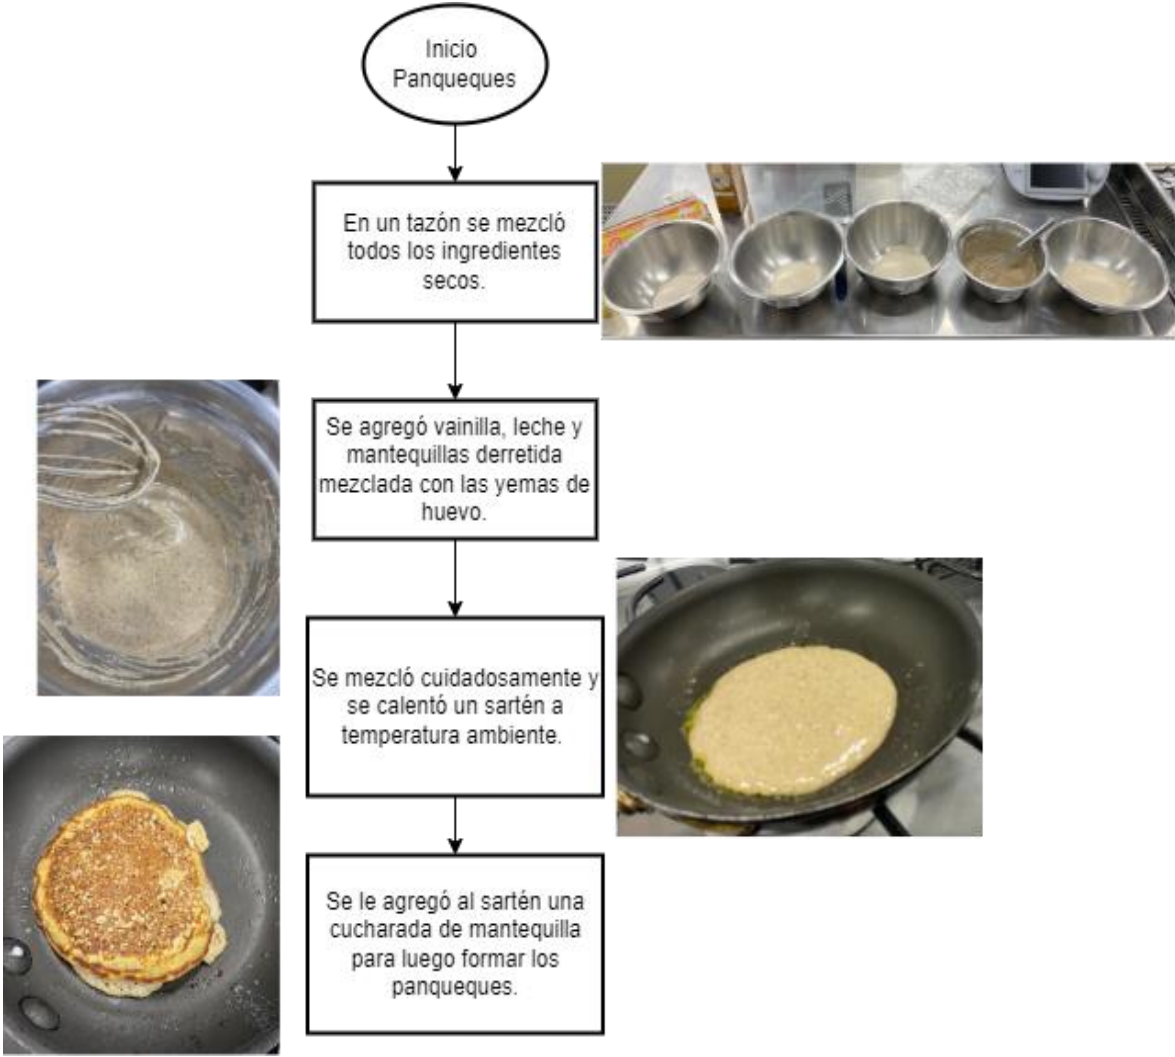 Inicio
Panqueques
En un tazón se mezcló
todos los ingredientes
secos.
Se agregó vainilla, leche y
mantequillas derretida
mezclada con las yemas de
huevo.
Se mezcló cuidadosamente y
se calentó un sartén a
temperatura ambiente.
Se le agregó al sartén una
cucharada de mantequilla
para luego formar los
panqueques.